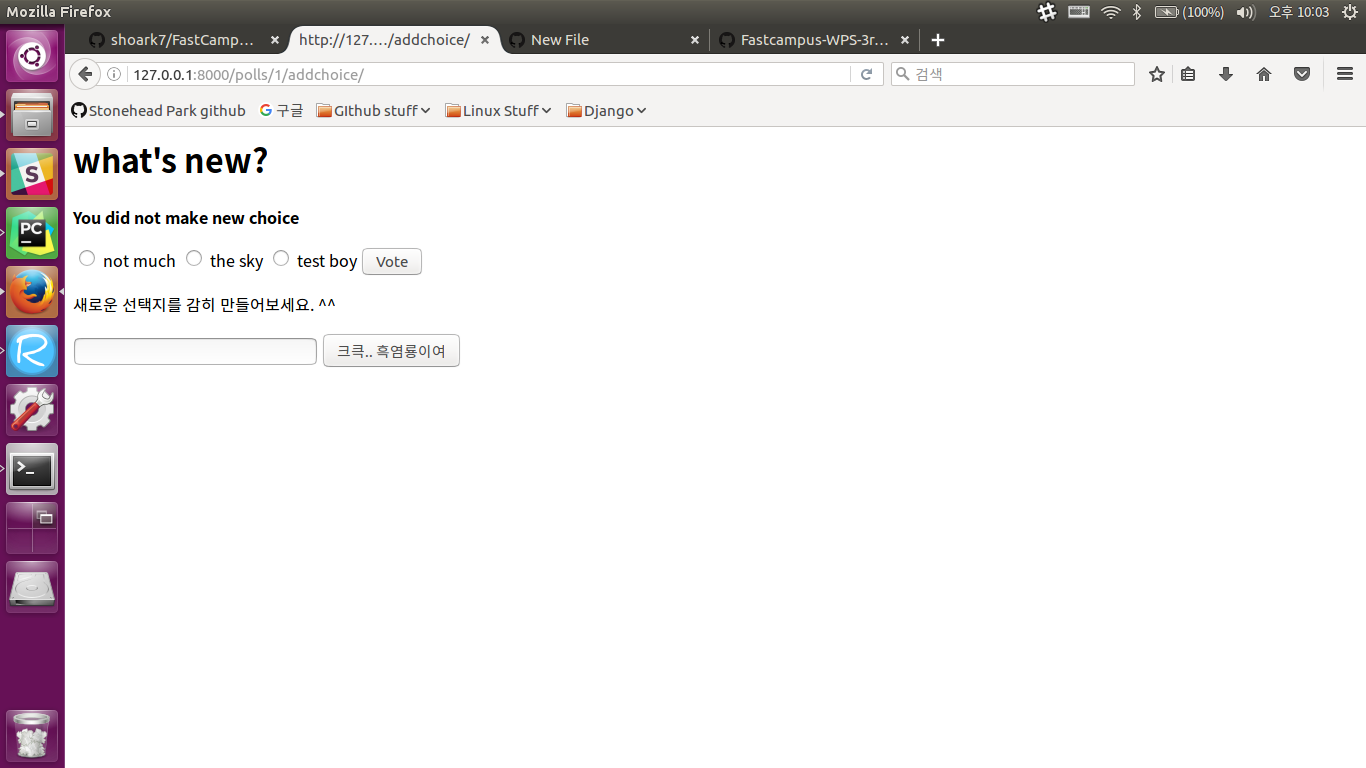 Mozilla Firefox
(100%) 오후 10:03
shoark7/FastCamp...
http://127..../addchoice/
New File
Fastcampus-WPS-3r...
127.0.0.1:8000/polls/1/addchoice/
검색
Stonehead Park github
구글
GIthub stuff
Linux Stuff
Django
what's new?
You did not make new choice
not much the sky test boy Vote
새로운 선택지를 감히 만들어보세요. ^^
크큭.. 흑염룡이여
S
PC
R
>_